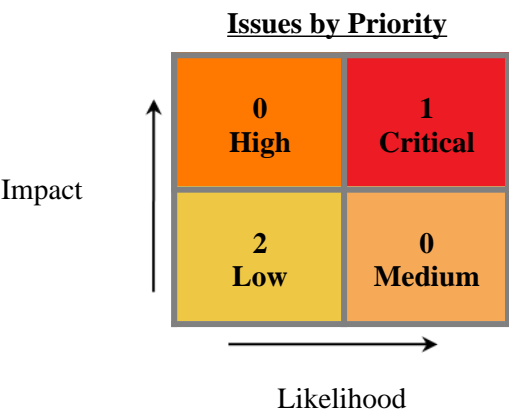 Issues by Priority
0
High
1
Critical
Impact
2
Low
0
Medium
Likelihood